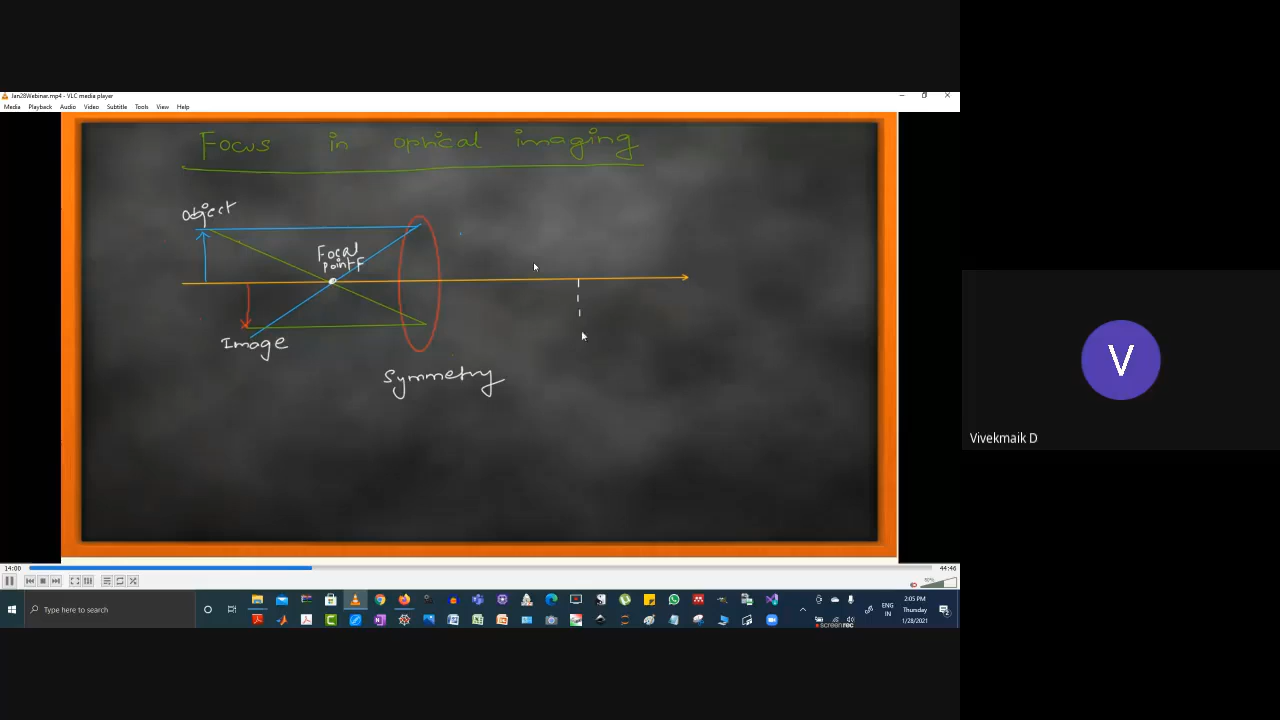 Jan28Webinar.mp4 - VLC media player
Media Playback Audio Video View Subtitle Tools View Help
Focus in optical imaging
Object
Focal
point F
Image
Symmetry
V
Vivekmaik D
14:00
44:46
Type here to search
ENG
IN
2:05 PM
Thursday
1/28/2021
screenrec